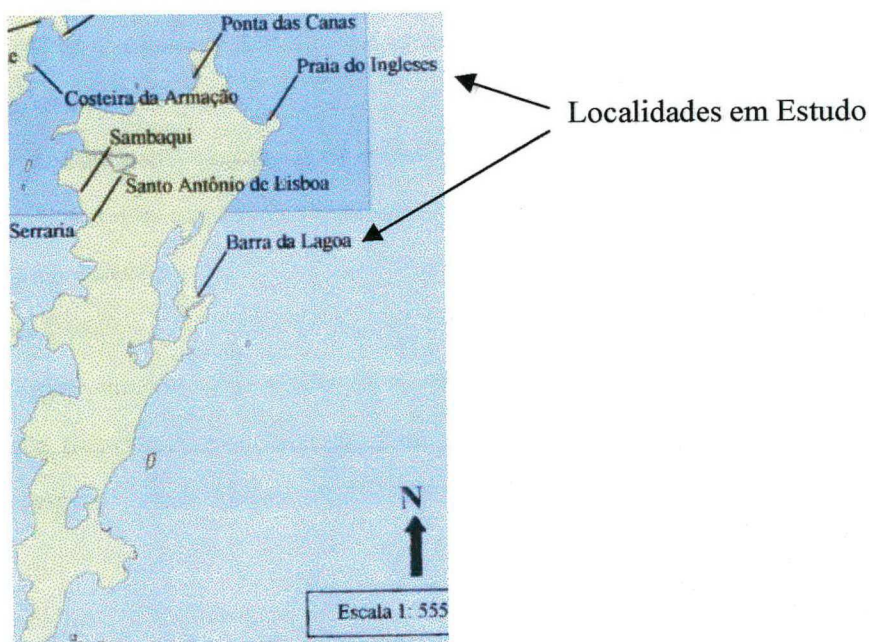 Ponta das Canas
Praia do Ingleses
e
Costeira da Armação
Localidades em Estudo
Sambaqui
Santo Antônio de Lisboa
Serraria
Barra da Lagoa
N
Escala 1: 555